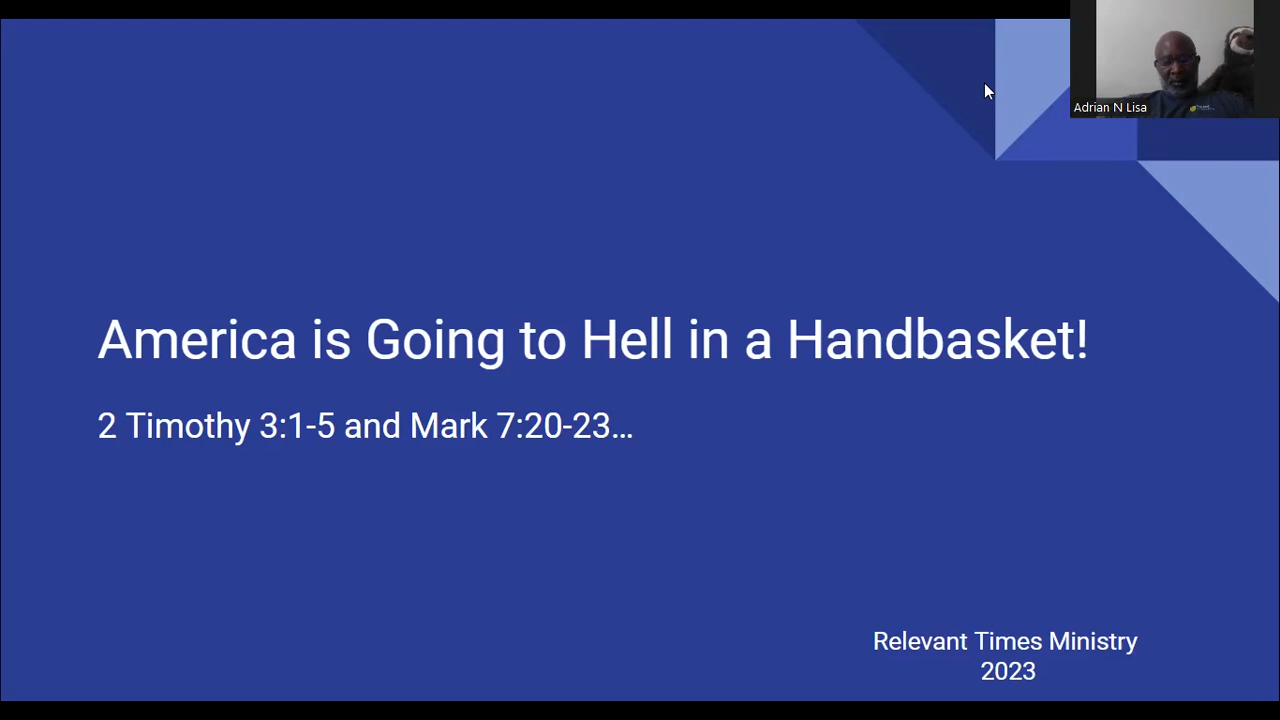 Adrian N Lisa
America is Going to Hell in a Handbasket!
2 Timothy 3:1-5 and Mark 7:20-23...
Relevant Times Ministry
2023